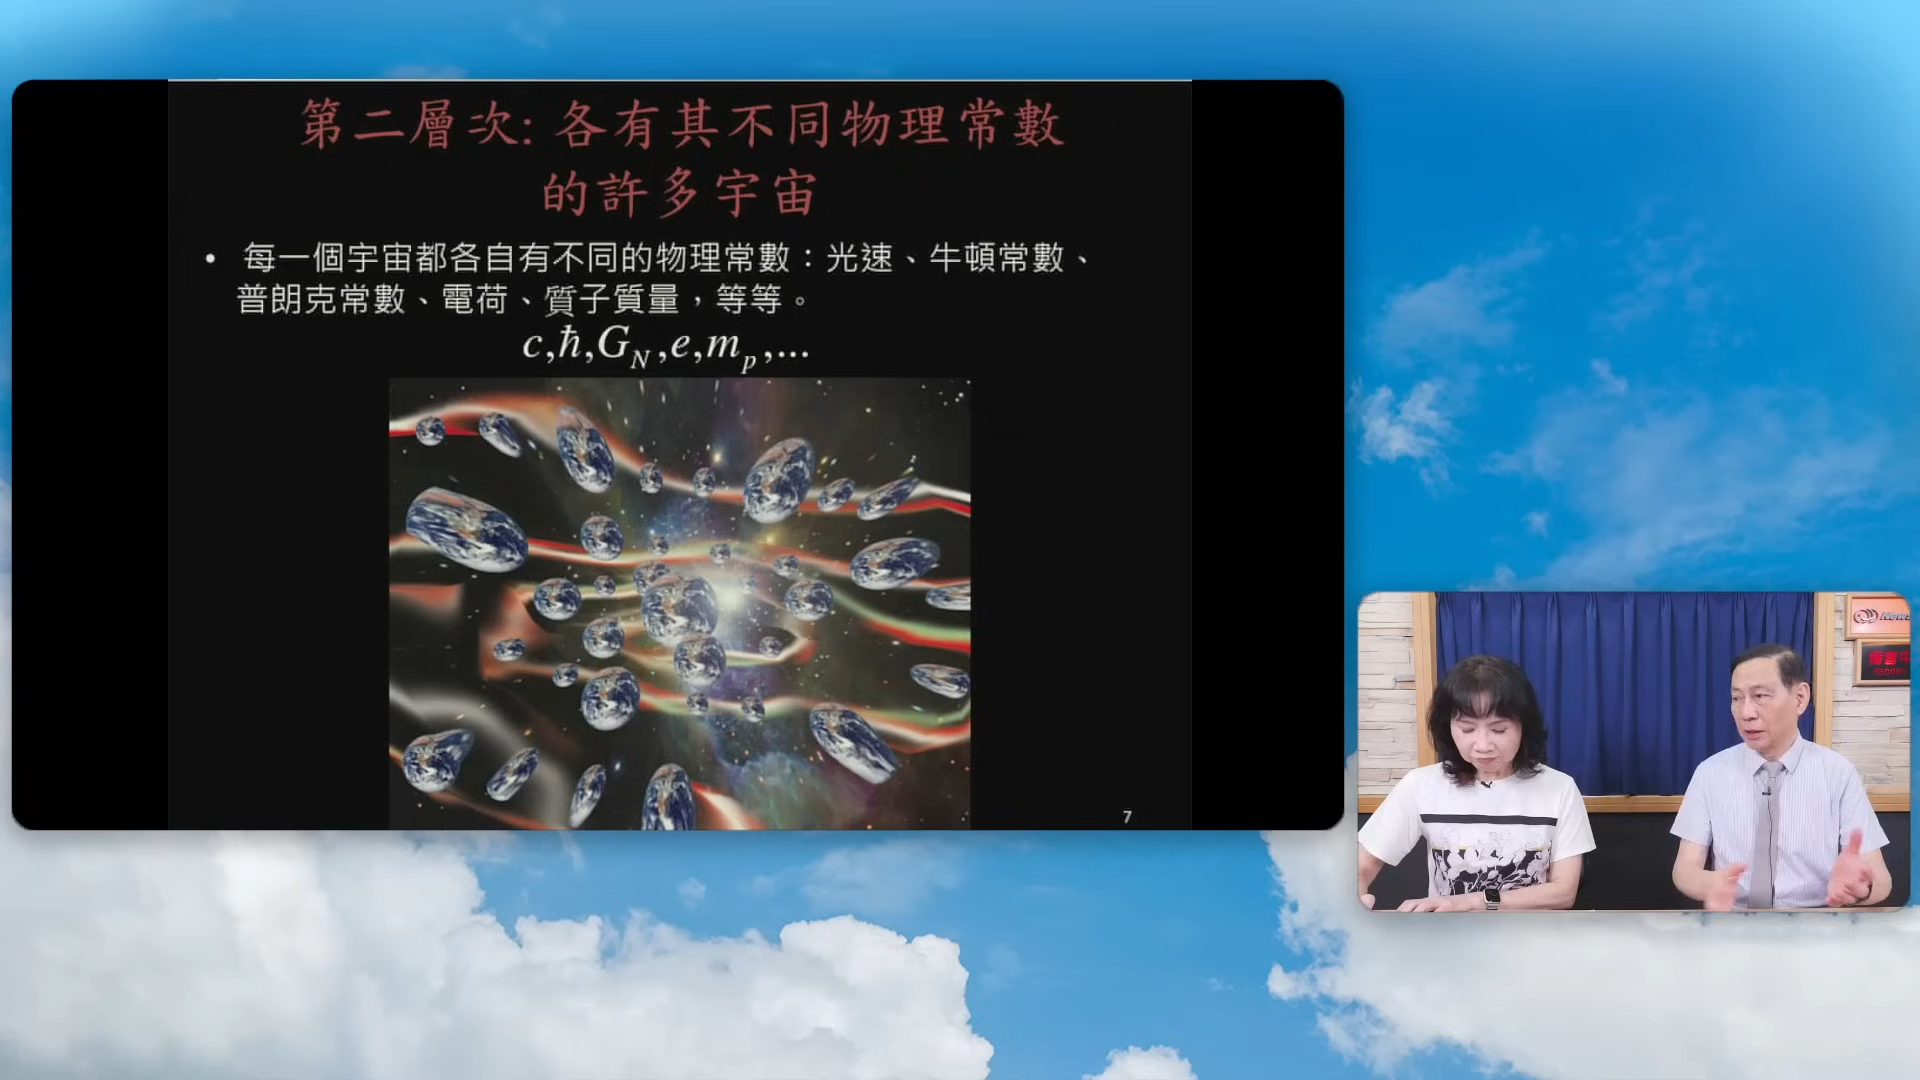 第二層次: 各有其不同物理常數
的許多宇宙
• 每一個宇宙都各自有不同的物理常數：光速、牛頓常數、
普朗克常數、電荷、質子質量，等等。
c,ħ,G_N,e,m_p,...
7
News